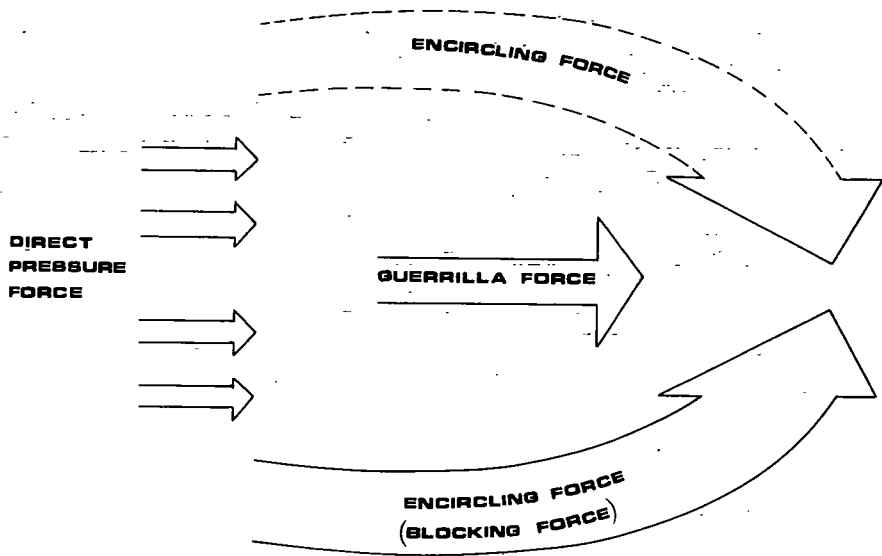 ENCIRCLING FORCE
DIRECT
PRESSURE
FORCE
GUERRILLA FORCE
ENCIRCLING FORCE
(BLOCKING FORCE)